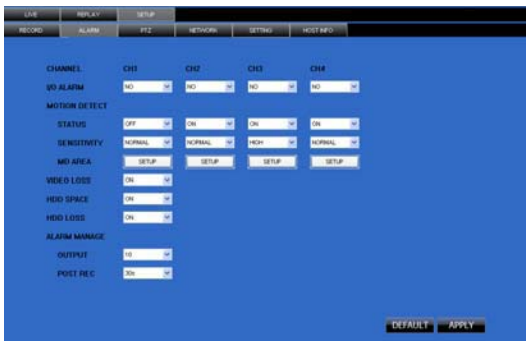 LIVE REPLAY SETUP
RECORD ALARM PTZ NETWORK SETTING HOST INFO
CHANNEL CH1 CH2 CH3 CH4
I/O ALARM NO NO NO NO
MOTION DETECT
STATUS OFF ON ON ON
SENSITIVITY NORMAL NORMAL HIGH NORMAL
MD AREA SETUP SETUP SETUP SETUP
VIDEO LOSS ON
HDD SPACE ON
HDD LOSS ON
ALARM MANAGE
OUTPUT 10
POST REC 30s
DEFAULT APPLY